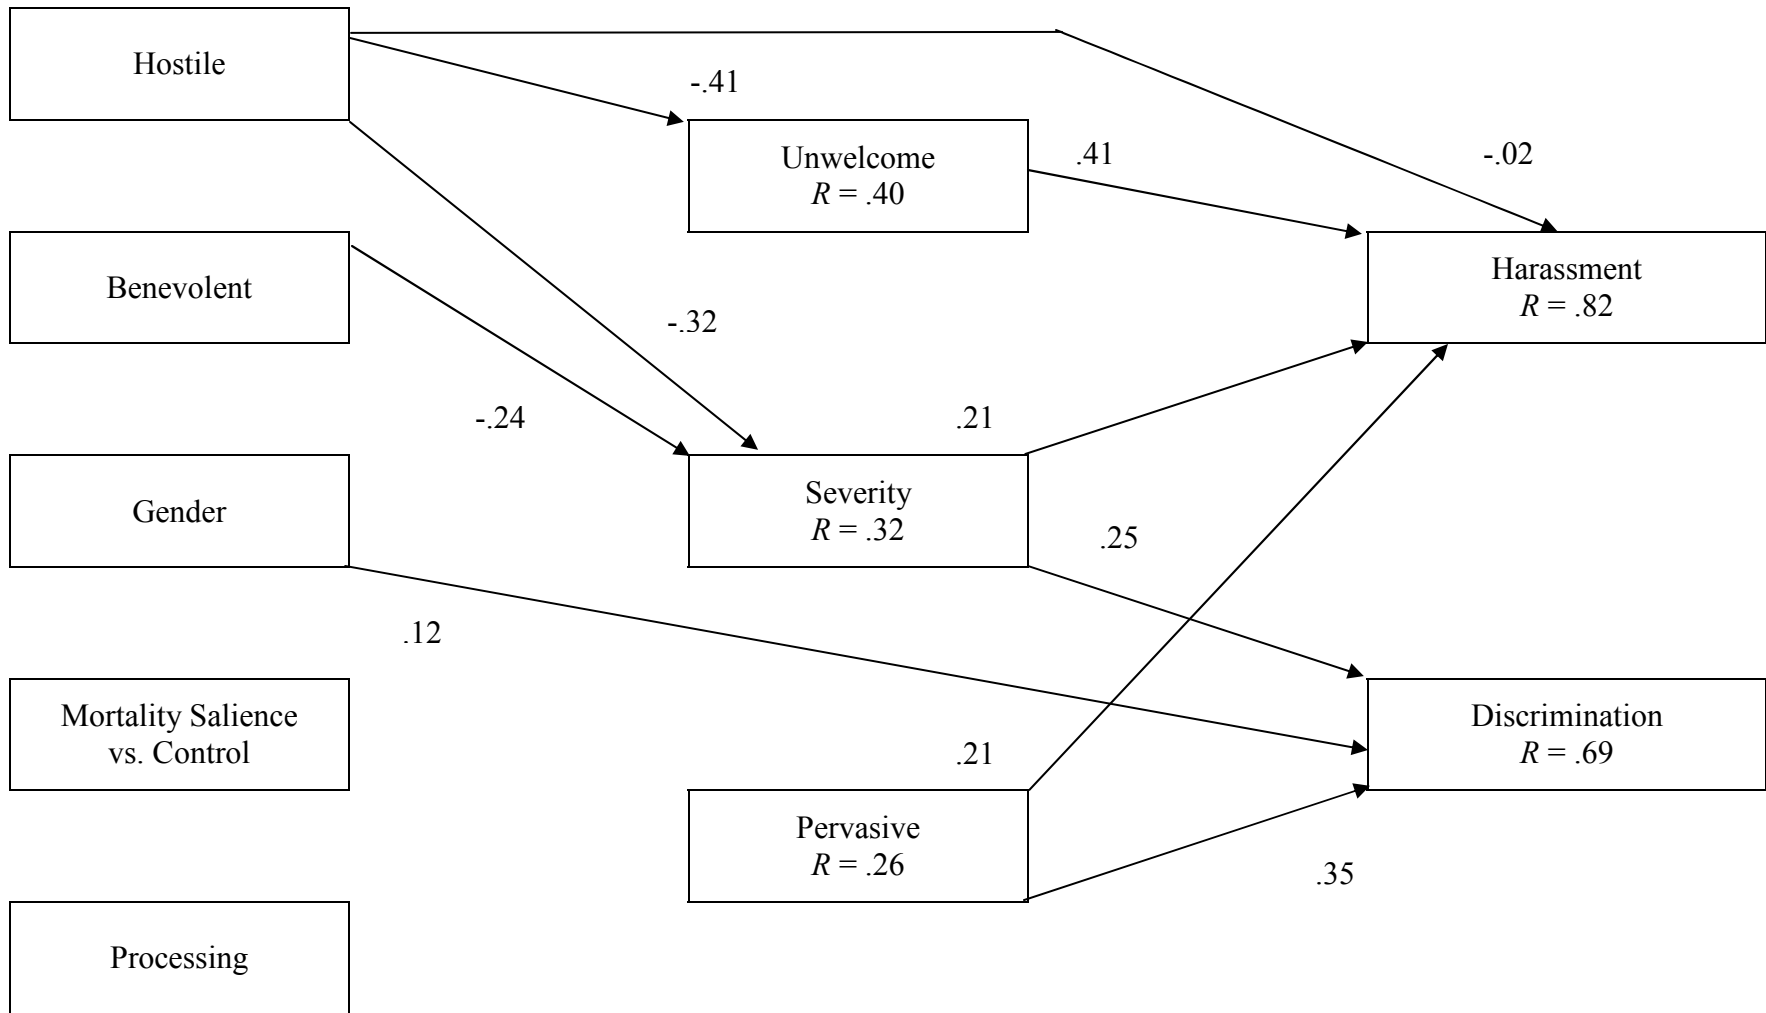 Hostile
-.41
Unwelcome
R = .40
.41
-.02
Benevolent
Harassment
R = .82
-.32
-.24
.21
Gender
Severity
R = .32
.25
.12
Mortality Salience
vs. Control
.21
Discrimination
R = .69
Pervasive
R = .26
.35
Processing